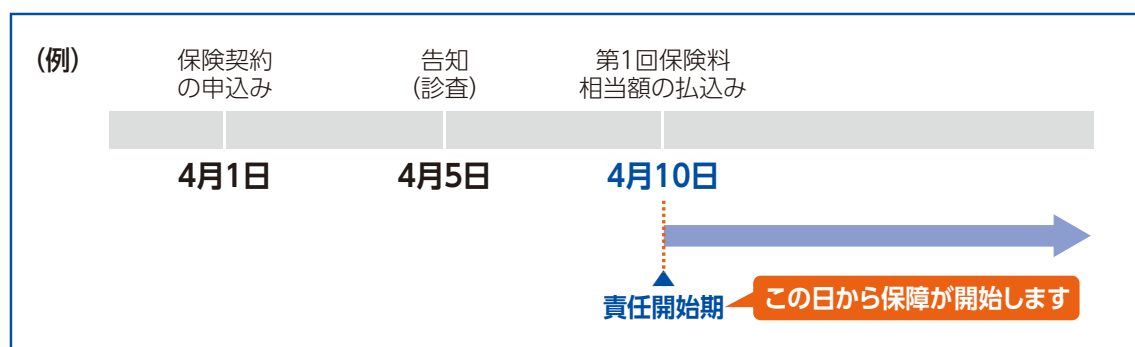 (例)
保険契約
の申込み
告知
(診査)
第1回保険料
相当額の払込み
4月1日
4月5日
4月10日
責任開始期
この日から保障が開始します